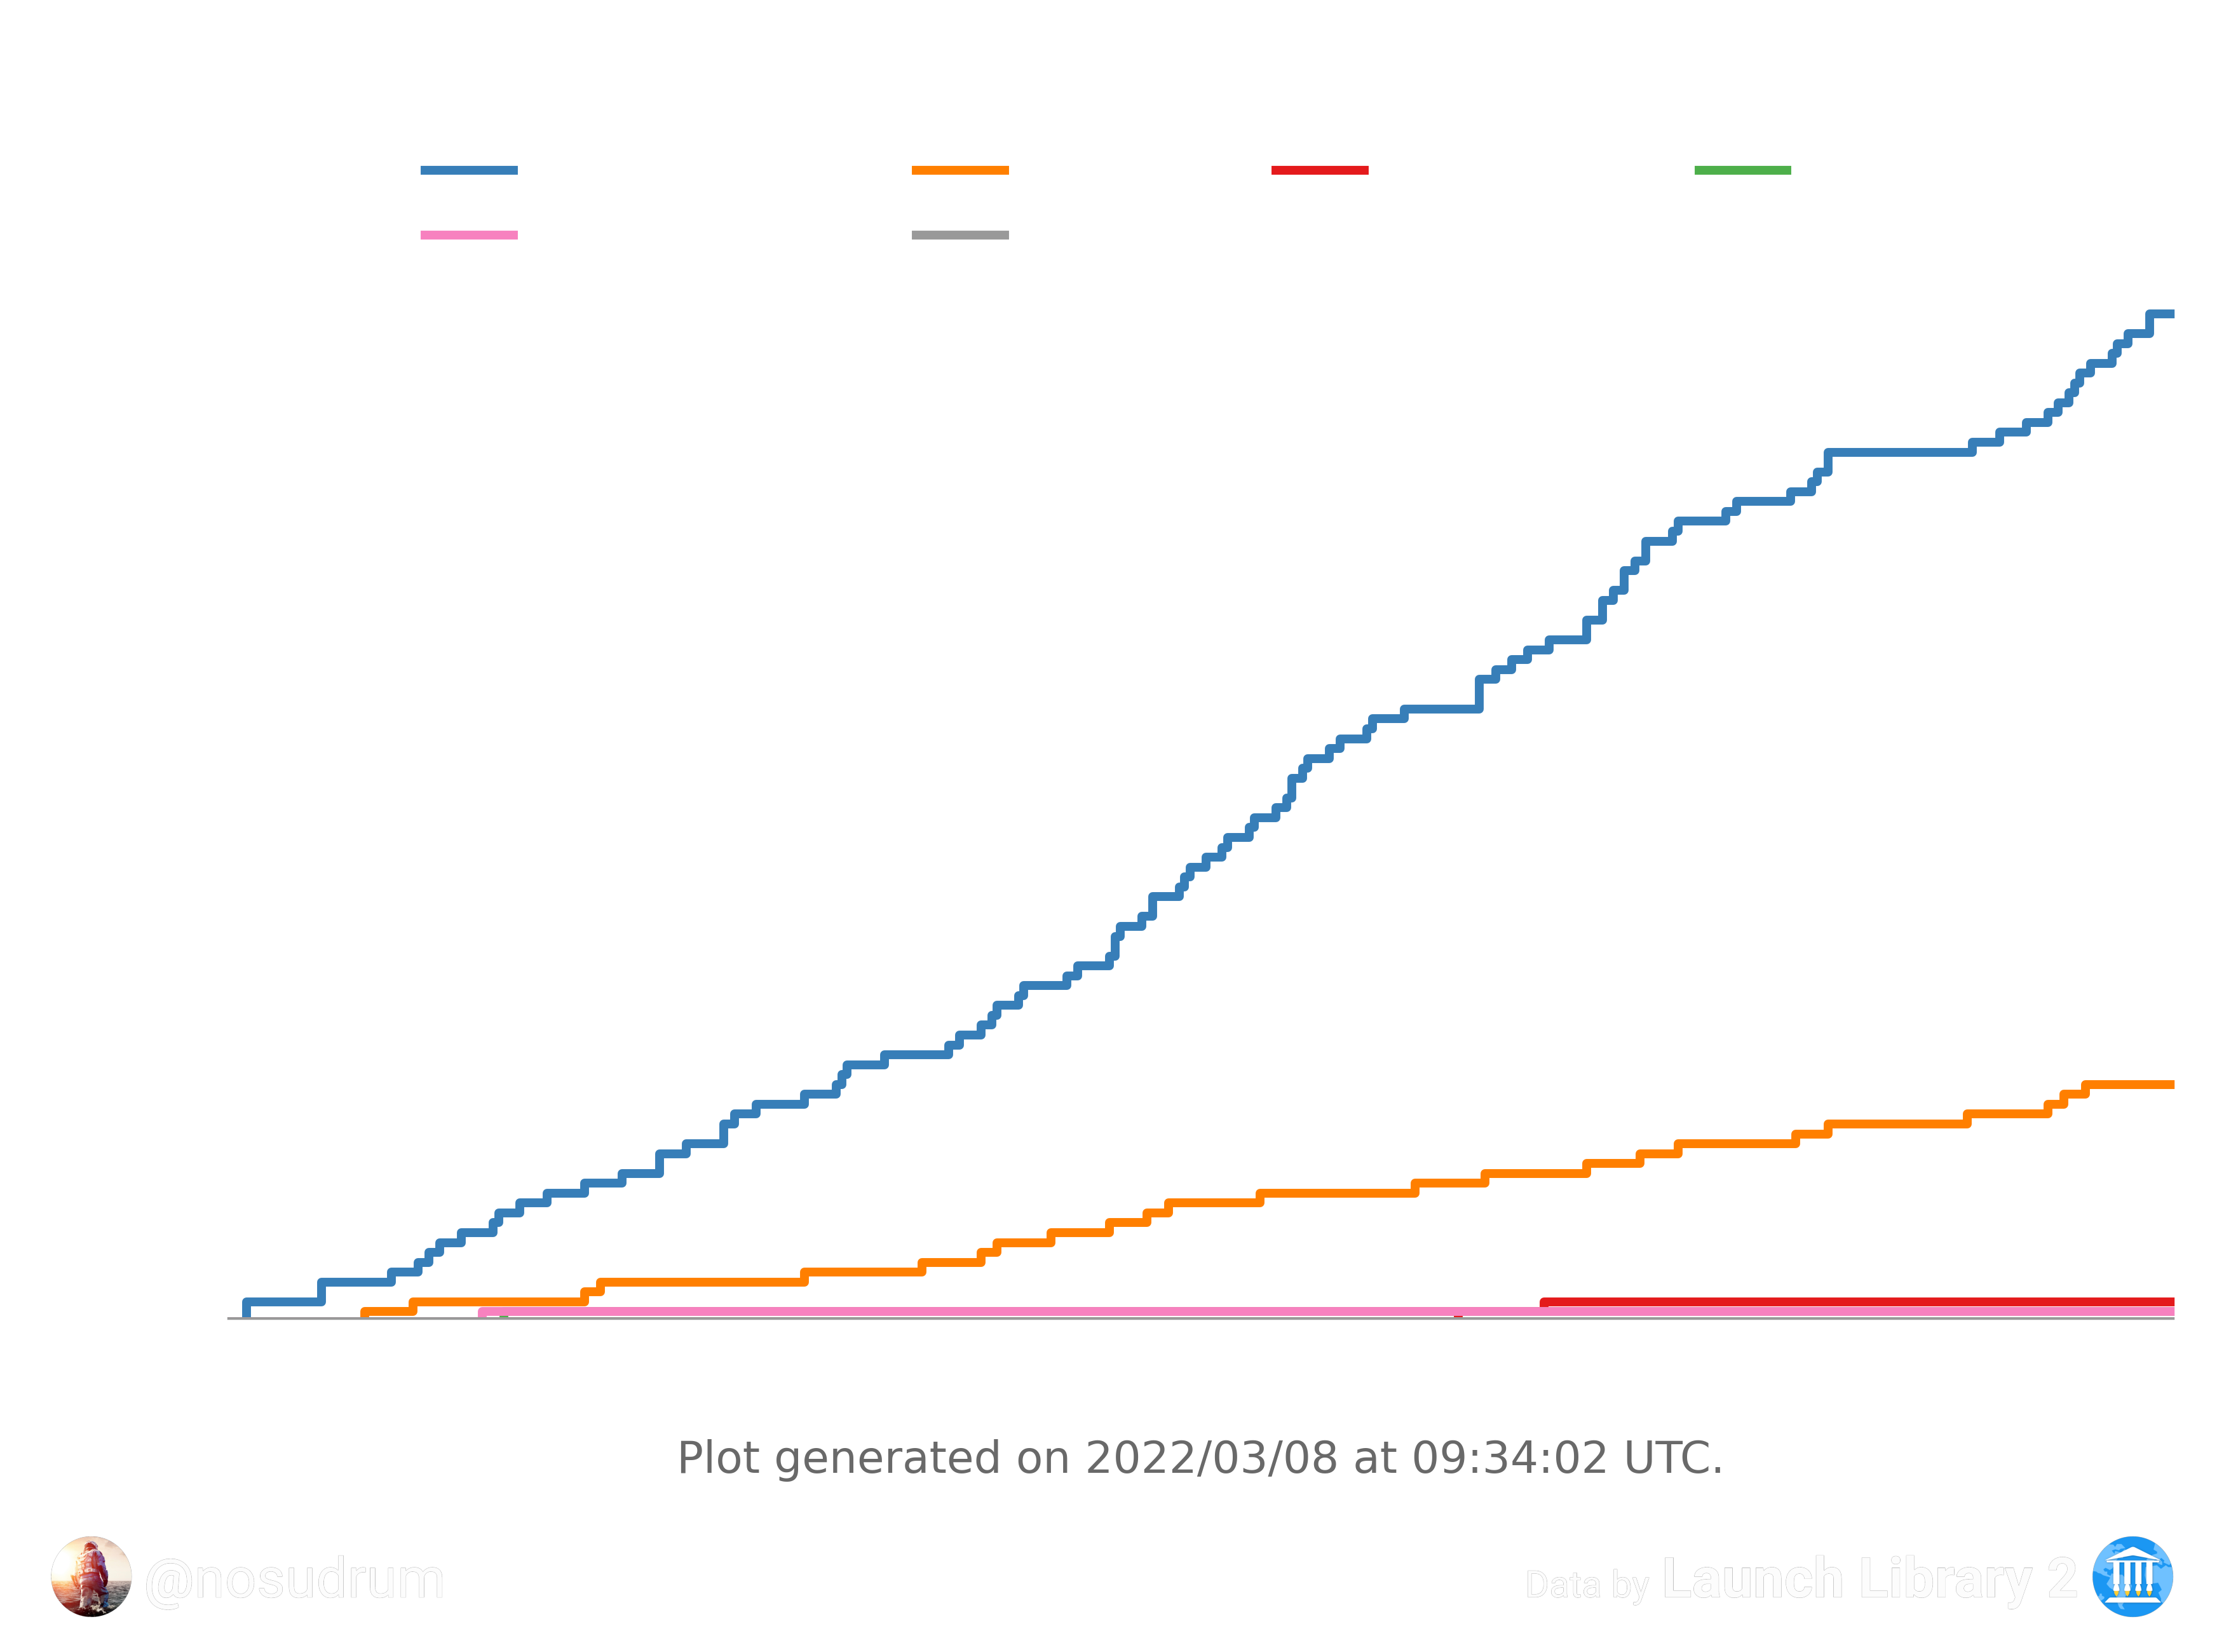 Plot generated on 2022/03/08 at 09:34:02 UTC.
@nosudrum
Data by Launch Library 2